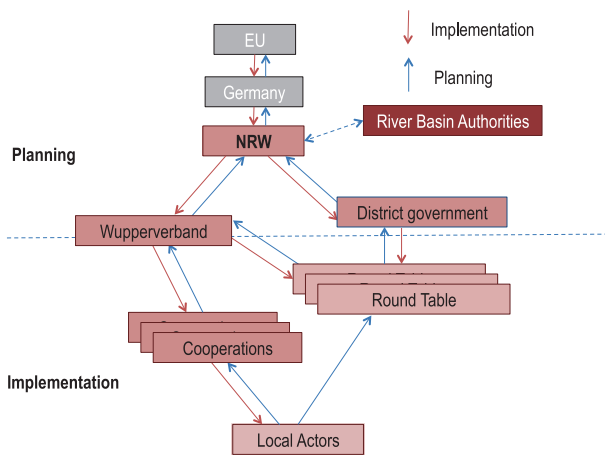 EU
Implementation
Planning
Germany
River Basin Authorities
NRW
Planning
District government
Wupperverband
Round Table
Cooperations
Implementation
Local Actors